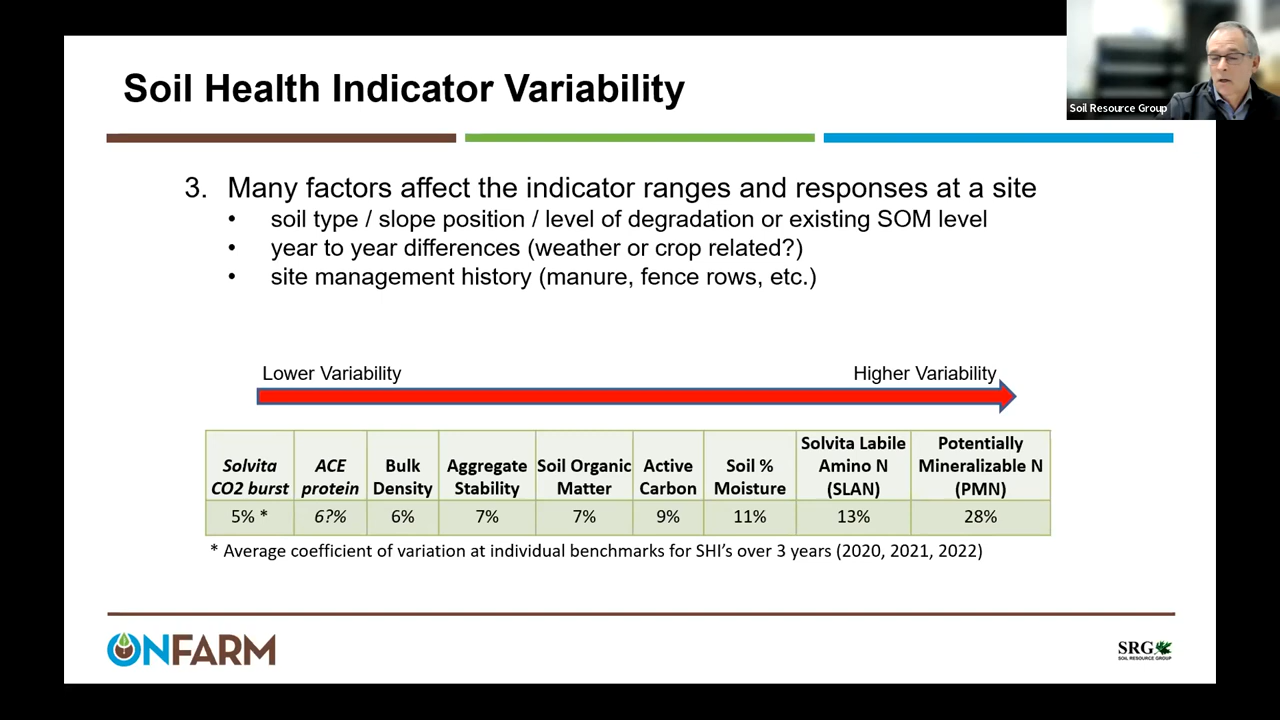 Soil Health Indicator Variability
Soil Resource Group
3. Many factors affect the indicator ranges and responses at a site
• soil type / slope position / level of degradation or existing SOM level
• year to year differences (weather or crop related?)
• site management history (manure, fence rows, etc.)
Lower Variability
Higher Variability
Solvita CO2 burst
ACE protein
Bulk Density
Aggregate Stability
Soil Organic Matter
Active Carbon
Soil % Moisture
Solvita Labile Amino N (SLAN)
Potentially Mineralizable N (PMN)
5% * 6?% 6% 7% 7% 9% 11% 13% 28%
* Average coefficient of variation at individual benchmarks for SHI's over 3 years (2020, 2021, 2022)
ONFARM
SRG
SOIL RESOURCE GROUP